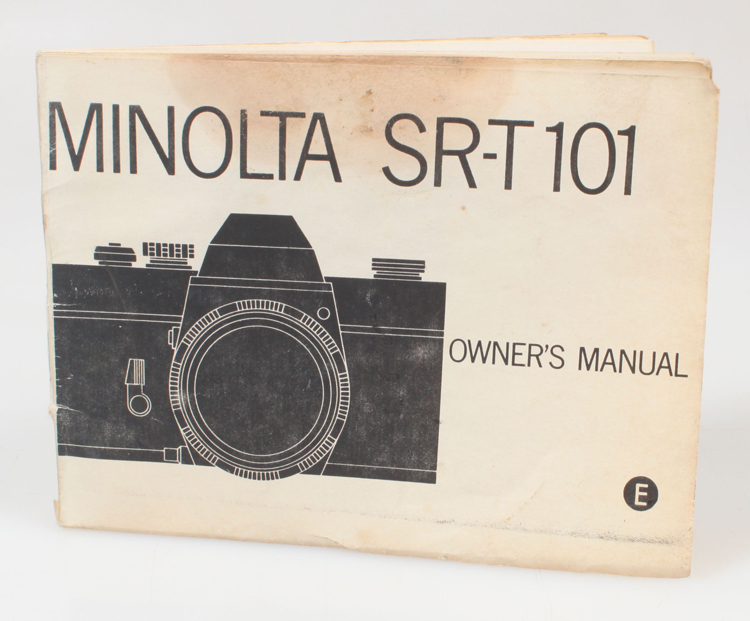 MINOLTA SR-T 101
OWNER'S MANUAL
E